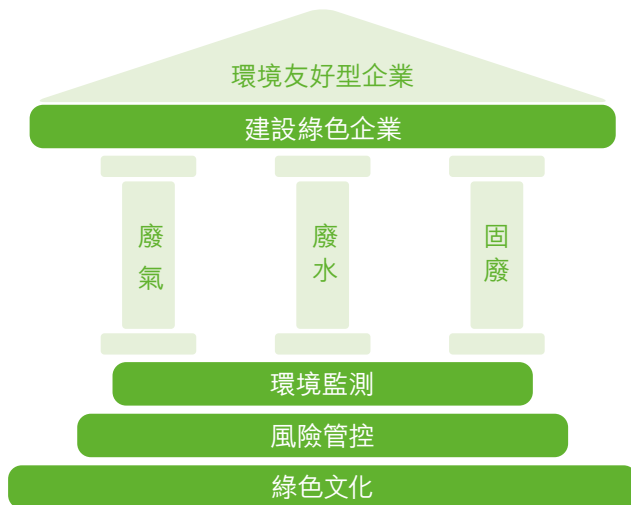 環境友好型企業
建設綠色企業
廢氣
廢水
固廢
環境監測
風險管控
綠色文化